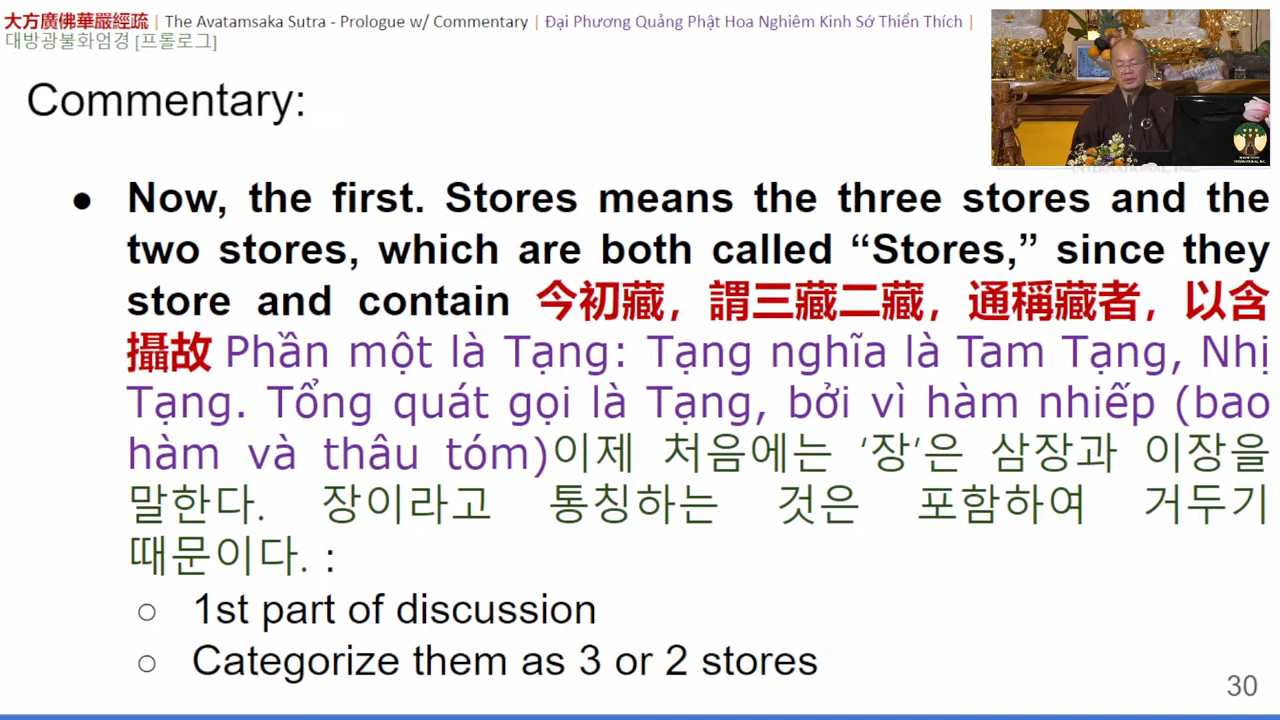 大方廣佛華嚴經疏 | The Avatamsaka Sutra - Prologue w/ Commentary | Đại Phương Quảng Phật Hoa Nghiêm Kinh Sớ Thiển Thích |
대방광불화엄경 [프롤로그]
Commentary:
● Now, the first. Stores means the three stores and the
two stores, which are both called “Stores,” since they
store and contain 今初藏，謂三藏二藏，通稱藏者，以含
攝故 Phần một là Tạng: Tạng nghĩa là Tam Tạng, Nhị
Tạng. Tổng quát gọi là Tạng, bởi vì hàm nhiếp (bao
hàm và thâu tóm)이제 처음에는 ‘장’은 삼장과 이장을
말한다. 장이라고 통칭하는 것은 포함하여 거두기
때문이다. :
○ 1st part of discussion
○ Categorize them as 3 or 2 stores
30